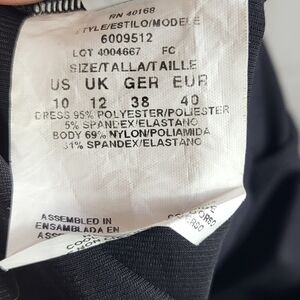 RN 40168
STYLE/ESTILO/MODELE
6009512
LOT 4004667 FC
SIZE/TALLA/TAILLE
US UK GER EUR
10 12 38 40
DRESS 95% POLYESTER/POLIESTER
5% SPANDEX/ELASTANO
BODY 69% NYLON/POLIAMIDA
31% SPANDEX/ELASTANO
ASSEMBLED IN
ENSAMBLADA EN